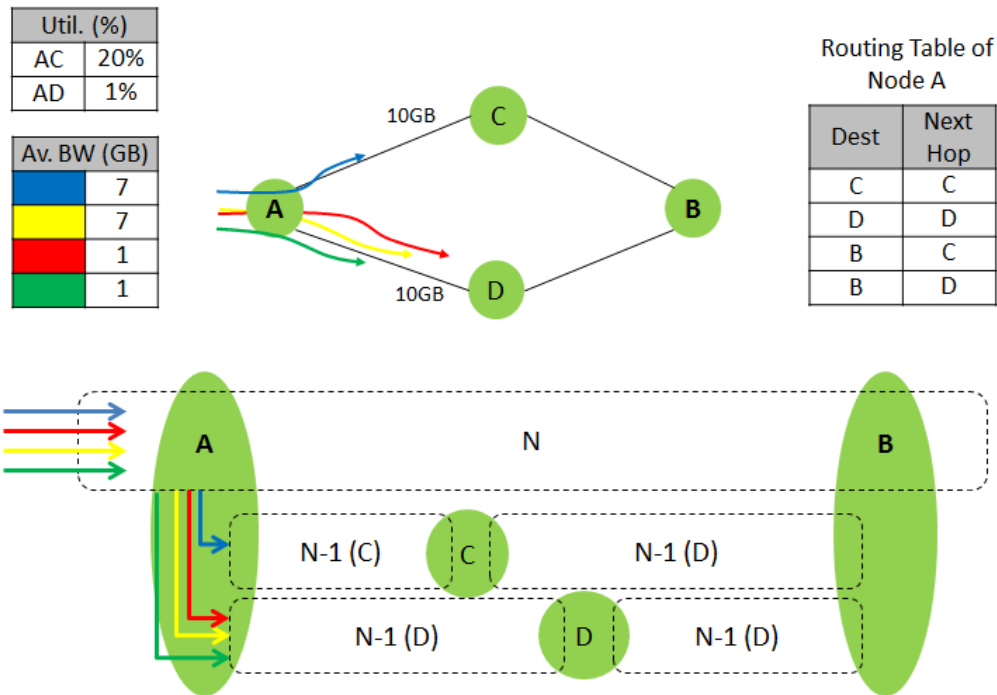 Util. (%)
AC 20%
AD 1%
Av. BW (GB)
7
7
1
1
10GB
C
A
B
10GB
D
Routing Table of
Node A
Dest Next
Hop
C C
D D
B C
B D
A
N
B
N-1 (C)
C
N-1 (D)
N-1 (D)
D
N-1 (D)